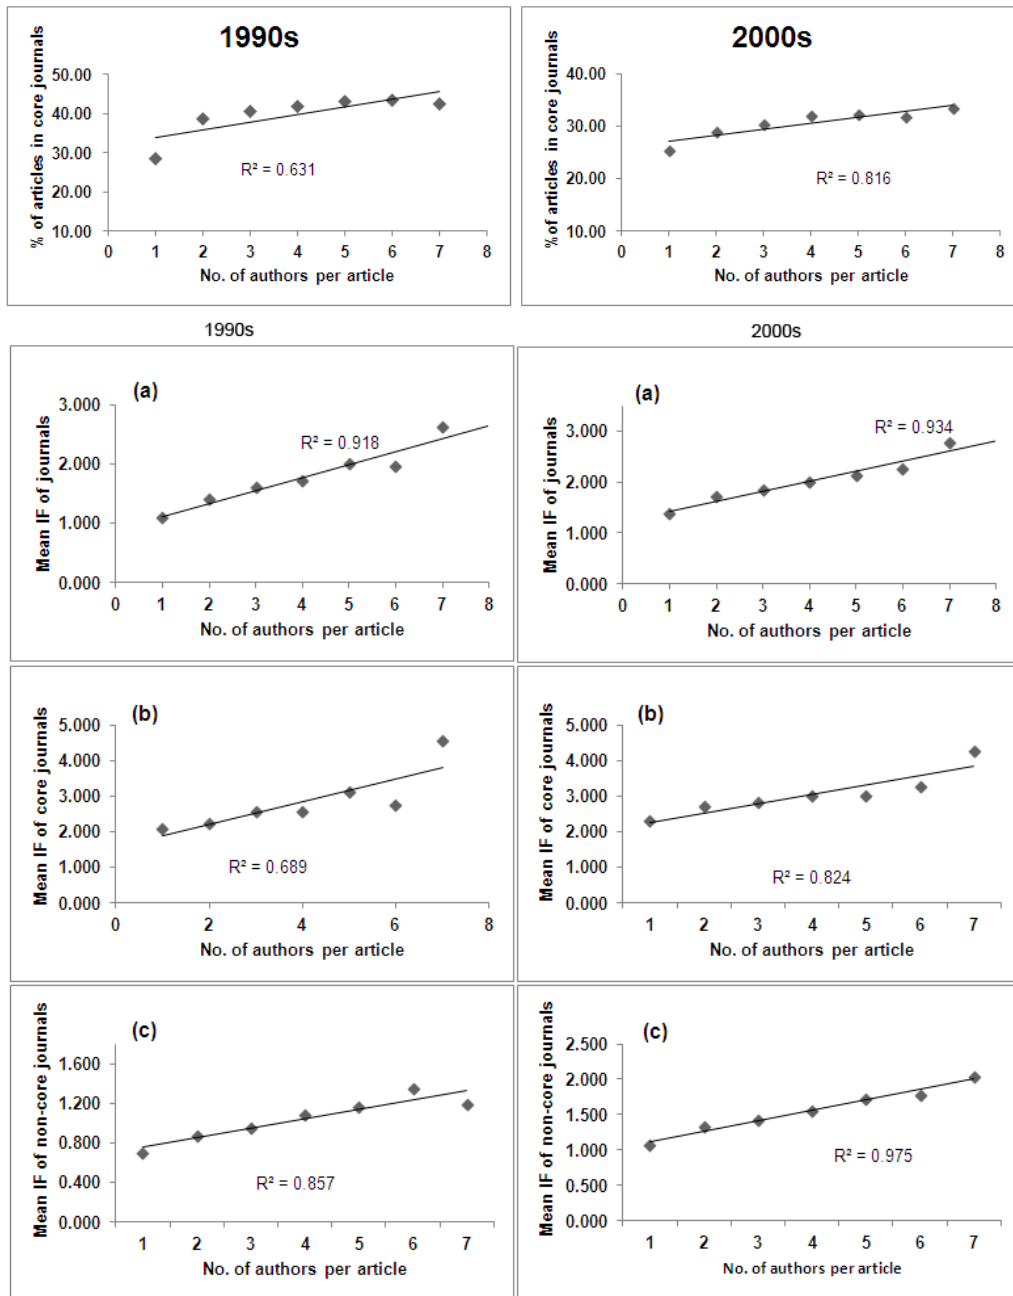 1990s
% of articles in core journals
50.00
40.00
30.00
20.00
10.00
R² = 0.631
0 1 2 3 4 5 6 7 8
No. of authors per article
2000s
% of articles in core journals
40.00
30.00
20.00
10.00
R² = 0.816
0 1 2 3 4 5 6 7 8
No. of authors per article
1990s
2000s
(a)
Mean IF of journals
3.000
2.000
1.000
0.000
R² = 0.918
0 1 2 3 4 5 6 7 8
No. of authors per article
(a)
Mean IF of journals
3.000
2.000
1.000
0.000
R² = 0.934
0 1 2 3 4 5 6 7 8
No. of authors per article
(b)
Mean IF of core journals
5.000
4.000
3.000
2.000
1.000
0.000
R² = 0.689
0 2 4 6 8
No. of authors per article
(b)
Mean IF of core journals
5.000
4.000
3.000
2.000
1.000
0.000
R² = 0.824
1 2 3 4 5 6 7
No. of authors per article
(c)
Mean IF of non-core journals
1.600
1.200
0.800
0.400
0.000
R² = 0.857
1 2 3 4 5 6 7
No. of authors per article
(c)
Mean IF of non-core journals
2.500
2.000
1.500
1.000
0.500
0.000
R² = 0.975
1 2 3 4 5 6 7
No. of authors per article